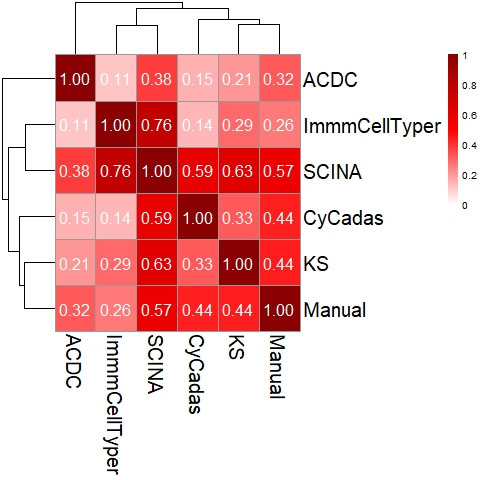 1.00 0.11 0.38 0.15 0.21 0.32 ACDC
0.11 1.00 0.76 0.14 0.29 0.26 ImmmCellTyper
0.38 0.76 1.00 0.59 0.63 0.57 SCINA
0.15 0.14 0.59 1.00 0.33 0.44 CyCadas
0.21 0.29 0.63 0.33 1.00 0.44 KS
0.32 0.26 0.57 0.44 0.44 1.00 Manual
ACDC
ImmmCellTyper
SCINA
CyCadas
KS
Manual
1
0.8
0.6
0.4
0.2
0